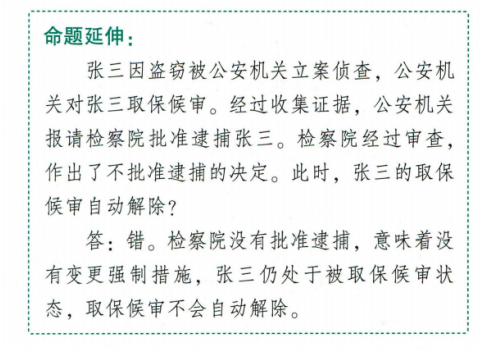 命题延伸：
张三因盗窃被公安机关立案侦查，公安机
关对张三取保候审。经过收集证据，公安机关
报请检察院批准逮捕张三。检察院经过审查，
作出了不批准逮捕的决定。此时，张三的取保
候审自动解除？
答：错。检察院没有批准逮捕，意味着没
有变更强制措施，张三仍处于被取保候审状
态，取保候审不会自动解除。